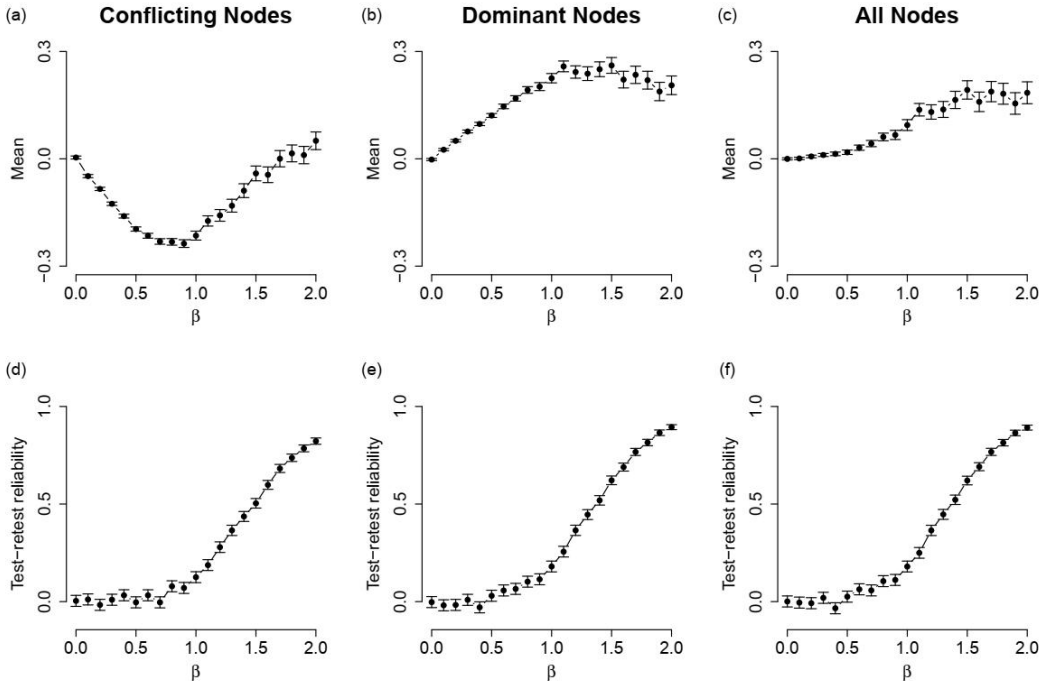 (a) Conflicting Nodes
(b) Dominant Nodes
(c) All Nodes
Mean
0.3
0.0
−0.3
0.0 0.5 1.0 1.5 2.0
β
Mean
0.3
0.0
−0.3
0.0 0.5 1.0 1.5 2.0
β
Mean
0.3
0.0
−0.3
0.0 0.5 1.0 1.5 2.0
β
(d)
Test−retest reliability
1.0
0.5
0.0
0.0 0.5 1.0 1.5 2.0
β
(e)
Test−retest reliability
1.0
0.5
0.0
0.0 0.5 1.0 1.5 2.0
β
(f)
Test−retest reliability
1.0
0.5
0.0
0.0 0.5 1.0 1.5 2.0
β